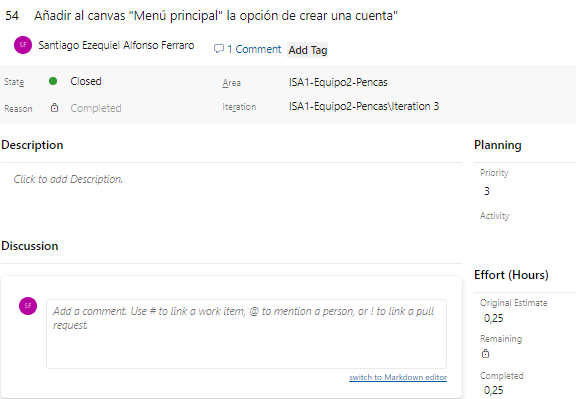 54 Añadir al canvas "Menú principal" la opción de crear una cuenta"
SF Santiago Ezequiel Alfonso Ferraro 1 Comment Add Tag
State Closed Area ISA1-Equipo2-Pencas
Reason Completed Iteration ISA1-Equipo2-Pencas\Iteration 3
Description
Click to add Description.
Planning
Priority
3
Activity
Discussion
SF
Add a comment. Use # to link a work item, @ to mention a person, or ! to link a pull
request.
switch to Markdown editor
Effort (Hours)
Original Estimate
0,25
Remaining
Completed
0,25